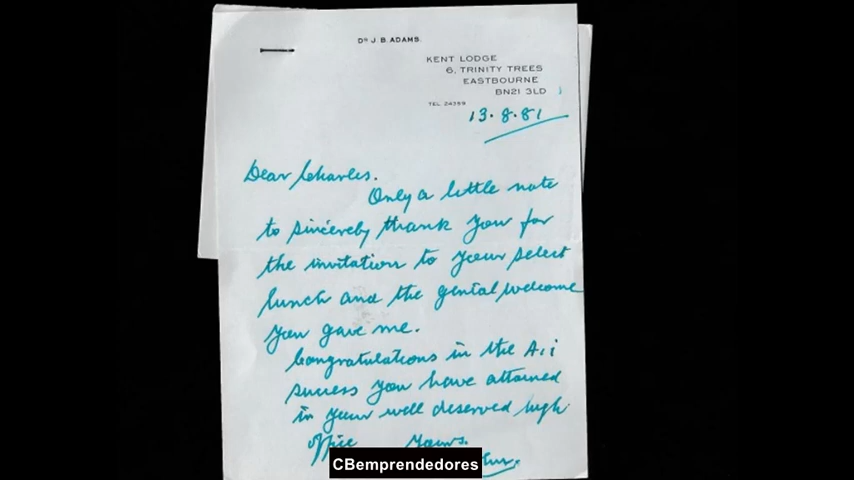 Dr J. B. ADAMS.
KENT LODGE
6, TRINITY TREES
EASTBOURNE
BN21 3LD
TEL. 24359
13.8.81
Dear Charles.
Only a little note
to sincerely thank you for
the invitation to your select
lunch and the genial welcome
you gave me.
Congratulations in the A.1
success you have attained
in your well deserved high
office Yours.
CBemprendedores